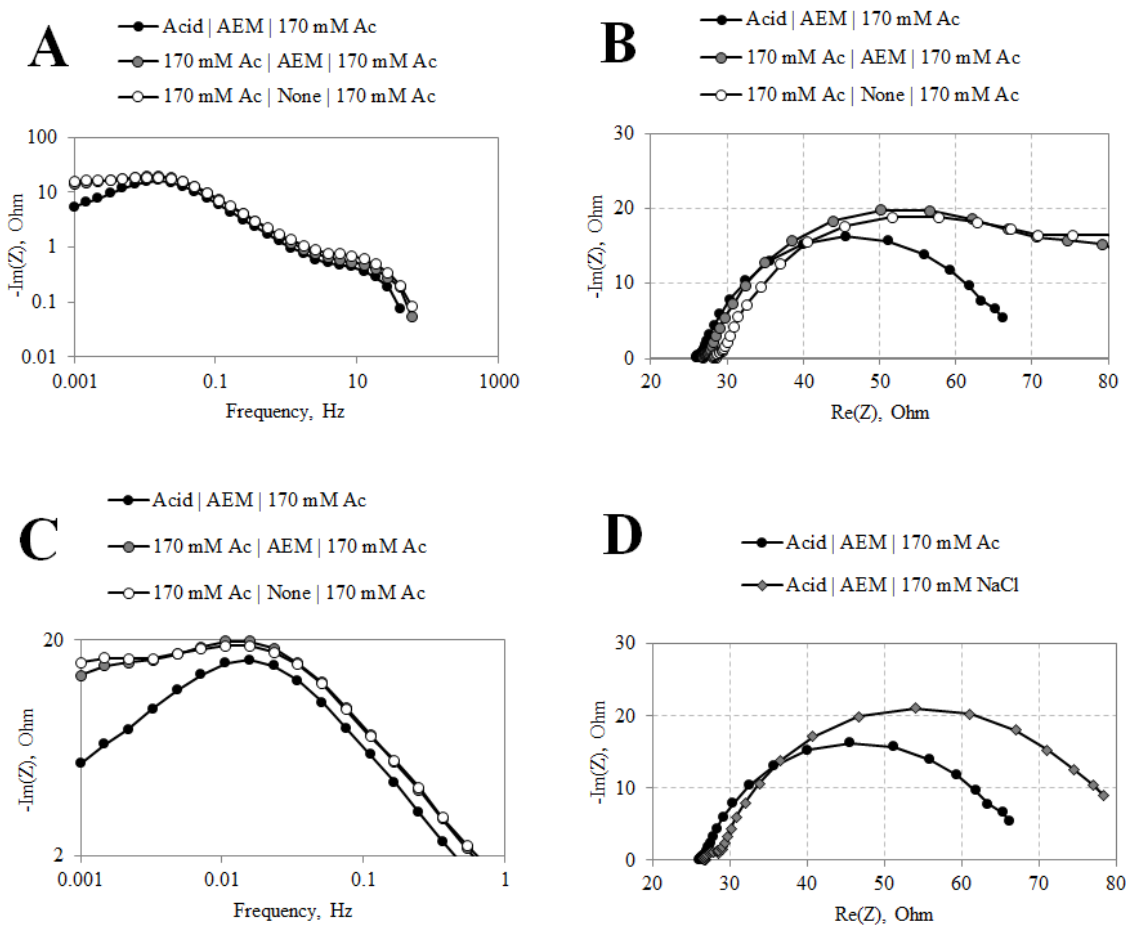 A
Acid | AEM | 170 mM Ac
170 mM Ac | AEM | 170 mM Ac
170 mM Ac | None | 170 mM Ac
-Im(Z), Ohm
100
10
1
0.1
0.01
0.001
0.1
10
1000
Frequency, Hz
B
Acid | AEM | 170 mM Ac
170 mM Ac | AEM | 170 mM Ac
170 mM Ac | None | 170 mM Ac
-Im(Z), Ohm
30
20
10
0
20
30
40
50
60
70
80
Re(Z), Ohm
C
Acid | AEM | 170 mM Ac
170 mM Ac | AEM | 170 mM Ac
170 mM Ac | None | 170 mM Ac
-Im(Z), Ohm
20
2
0.001
0.01
0.1
1
Frequency, Hz
D
Acid | AEM | 170 mM Ac
Acid | AEM | 170 mM NaCl
-Im(Z), Ohm
30
20
10
0
20
30
40
50
60
70
80
Re(Z), Ohm